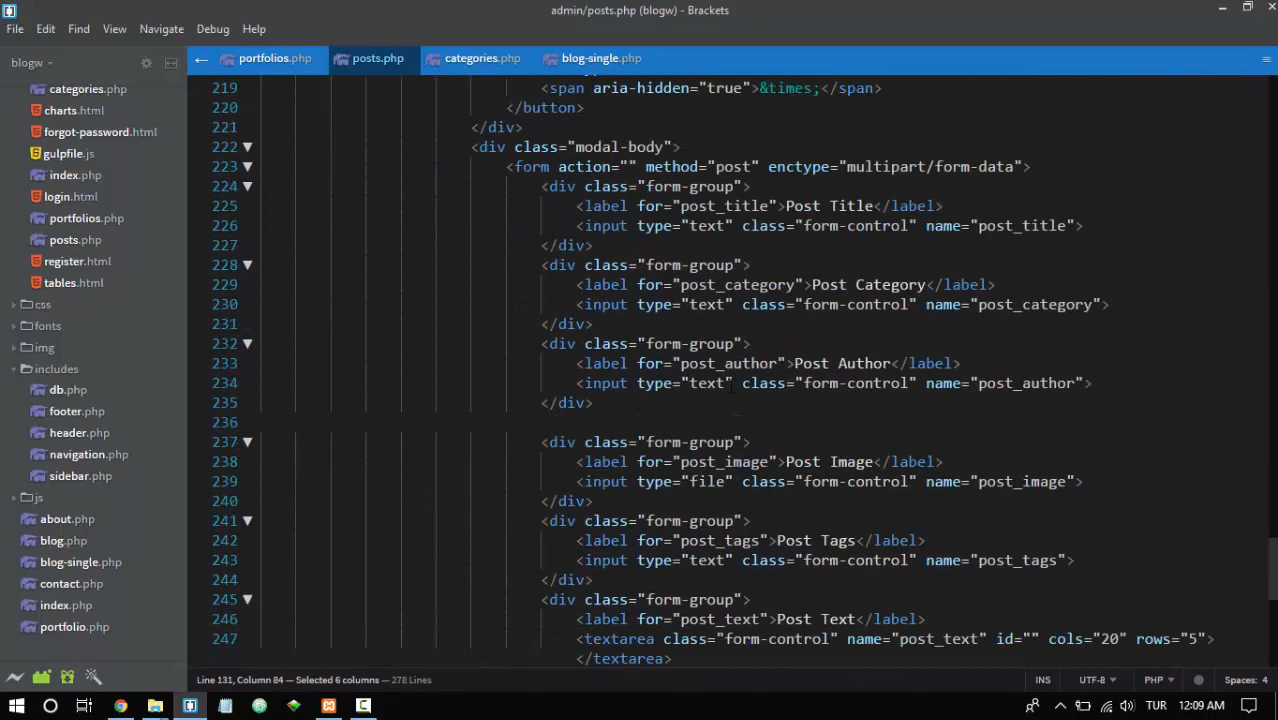 admin/posts.php (blogw) - Brackets
File Edit Find View Navigate Debug Help
blogw
portfolios.php posts.php categories.php blog-single.php
categories.php
charts.html
forgot-password.html
gulpfile.js
index.php
login.html
portfolios.php
posts.php
register.html
tables.html
css
fonts
img
includes
db.php
footer.php
header.php
navigation.php
sidebar.php
js
about.php
blog.php
blog-single.php
contact.php
index.php
portfolio.php
219 <span aria-hidden="true">&times;</span>
220 </button>
221 </div>
222 <div class="modal-body">
223 <form action="" method="post" enctype="multipart/form-data">
224 <div class="form-group">
225 <label for="post_title">Post Title</label>
226 <input type="text" class="form-control" name="post_title">
227 </div>
228 <div class="form-group">
229 <label for="post_category">Post Category</label>
230 <input type="text" class="form-control" name="post_category">
231 </div>
232 <div class="form-group">
233 <label for="post_author">Post Author</label>
234 <input type="text" class="form-control" name="post_author">
235 </div>
236
237 <div class="form-group">
238 <label for="post_image">Post Image</label>
239 <input type="file" class="form-control" name="post_image">
240 </div>
241 <div class="form-group">
242 <label for="post_tags">Post Tags</label>
243 <input type="text" class="form-control" name="post_tags">
244 </div>
245 <div class="form-group">
246 <label for="post_text">Post Text</label>
247 <textarea class="form-control" name="post_text" id="" cols="20" rows="5">
</textarea>
Line 131, Column 84 — Selected 6 columns — 278 Lines
INS UTF-8 PHP Spaces: 4
TUR 12:09 AM